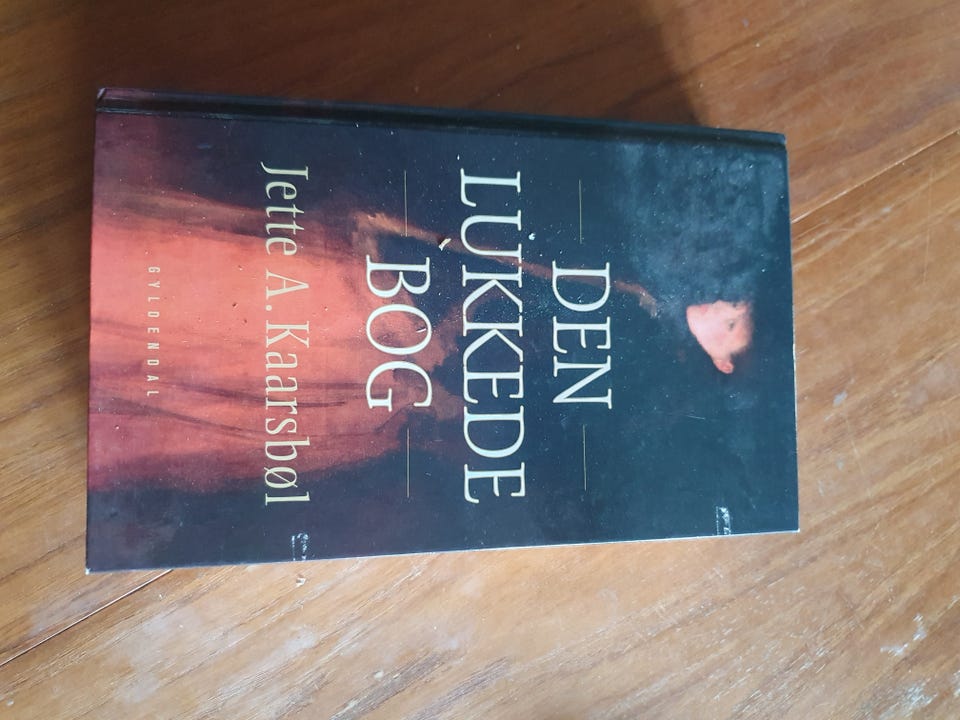 DEN
LUKKEDE
BOG
Jette A. Kaarsbøl
GYLDENDAL